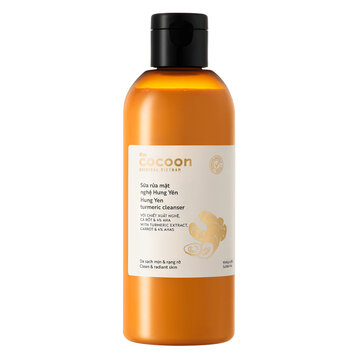 the
cocoon
ORIGINAL VIETNAM
Sữa rửa mặt
nghệ Hưng Yên
Hung Yen
turmeric cleanser
VỚI CHIẾT XUẤT NGHỆ,
CÀ RỐT & 4% AHA
WITH TURMERIC EXTRACT,
CARROT & 4% AHAS
Da sạch mịn & rạng rỡ
Clean & radiant skin